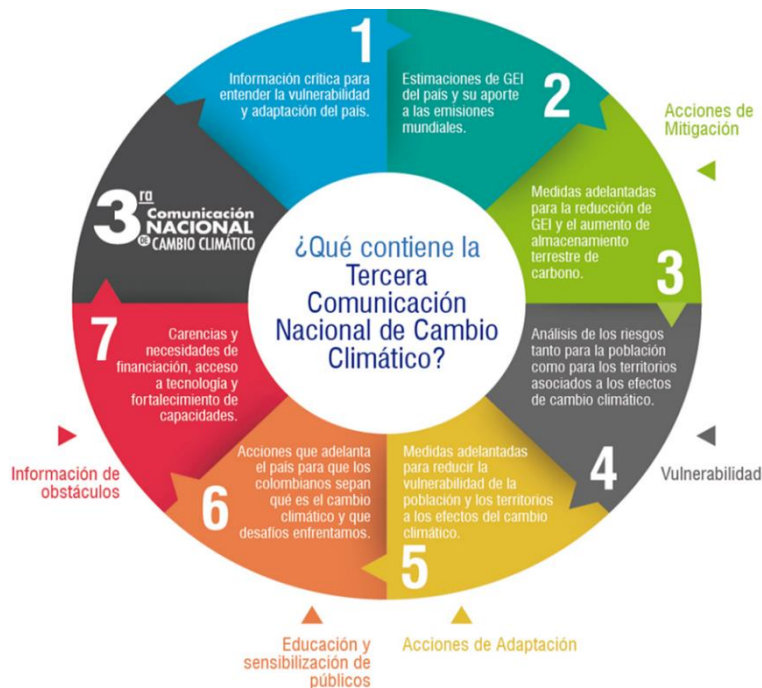 1
Información crítica para
entender la vulnerabilidad
y adaptación del país.
Estimaciones de GEI
del país y su aporte
a las emisiones
mundiales.
2
Acciones de
Mitigación
Medidas adelantadas
para la reducción de
GEI y el aumento de
almacenamiento
terrestre de
carbono.
3
Análisis de los riesgos
tanto para la población
como para los territorios
asociados a los efectos
de cambio climático.
4
Vulnerabilidad
Medidas adelantadas
para reducir la
vulnerabilidad de la
población y los territorios
a los efectos del cambio
climático.
5
Acciones de Adaptación
Acciones que adelanta
el país para que los
colombianos sepan
qué es el cambio
climático y que
desafíos enfrentamos.
6
Educación y
sensibilización de
públicos
7
Carencias y
necesidades de
financiación, acceso
a tecnología y
fortalecimiento de
capacidades.
Información de
obstáculos
3ra
Comunicación
NACIONAL
DE CAMBIO CLIMÁTICO
¿Qué contiene la
Tercera
Comunicación
Nacional de Cambio
Climático?